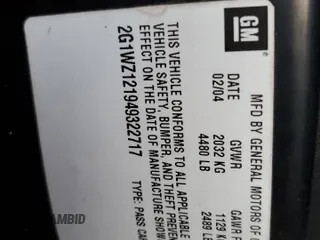 GM
MFD BY GENERAL MOTORS OF
DATE GVWR GAWR F
02/04 2032 KG 1129 K
4480 LB 2489 L
THIS VEHICLE CONFORMS TO ALL APPLICABLE
VEHICLE SAFETY, BUMPER, AND THEFT PREVEN
EFFECT ON THE DATE OF MANUFACTURE SHOW
2G1WZ121949322717
TYPE: PASS CA
AMBID